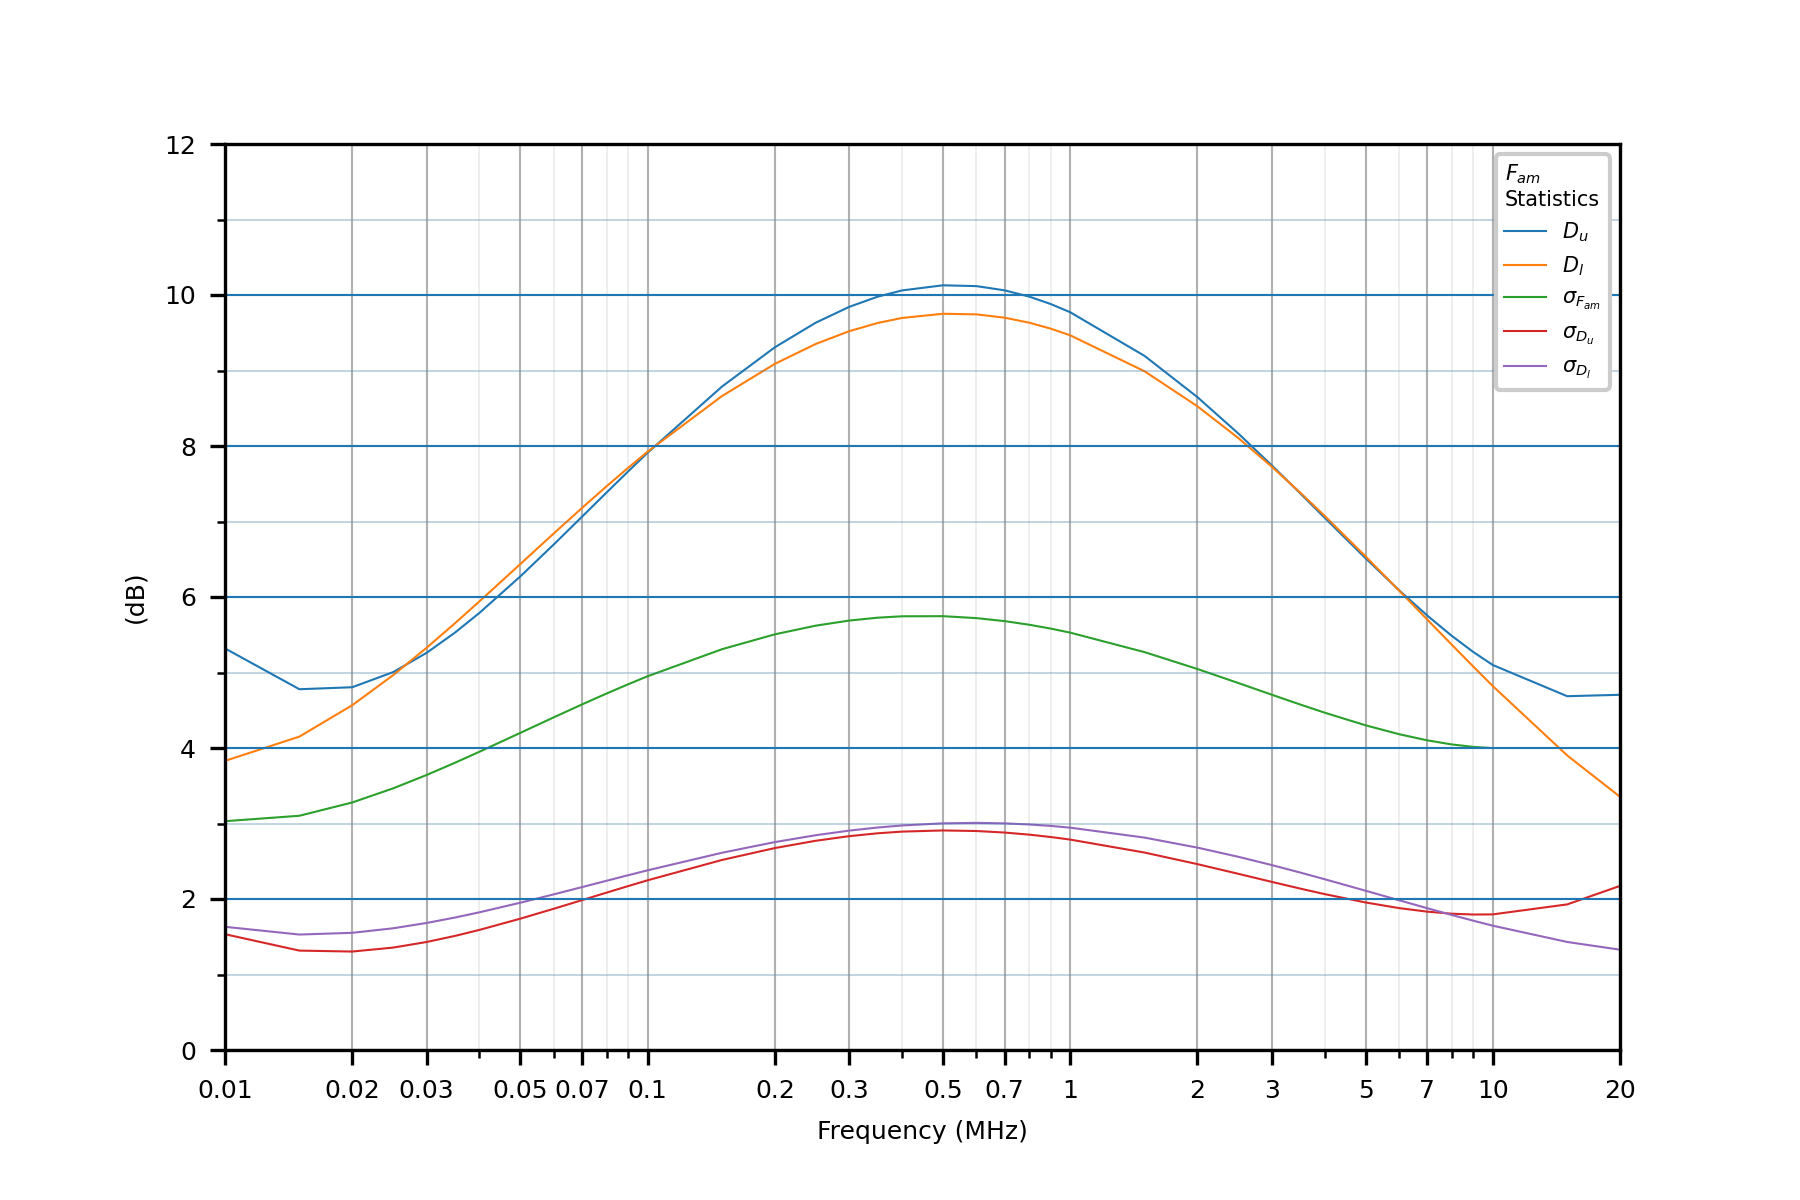 12
10
8
6
4
2
0
(dB)
F_am
Statistics
D_u
D_l
σ_F_am
σ_D_u
σ_D_l
0.01 0.02 0.03 0.05 0.07 0.1 0.2 0.3 0.5 0.7 1 2 3 5 7 10 20
Frequency (MHz)